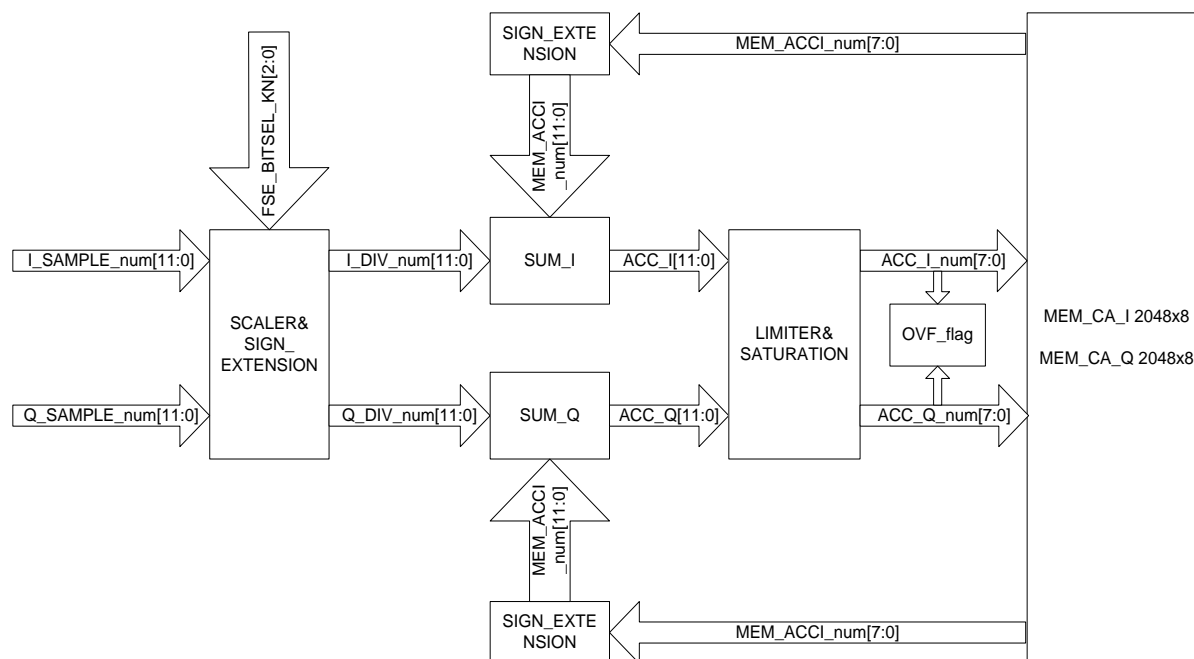 SIGN_EXTE
NSION
MEM_ACCI_num[7:0]
FSE_BITSEL_KN[2:0]
MEM_ACCI
_num[11:0]
I_SAMPLE_num[11:0]
I_DIV_num[11:0]
SUM_I
ACC_I[11:0]
ACC_I_num[7:0]
SCALER&
SIGN_
EXTENSION
LIMITER&
SATURATION
OVF_flag
MEM_CA_I 2048x8
MEM_CA_Q 2048x8
Q_SAMPLE_num[11:0]
Q_DIV_num[11:0]
SUM_Q
ACC_Q[11:0]
ACC_Q_num[7:0]
MEM_ACCI
_num[11:0]
SIGN_EXTE
NSION
MEM_ACCI_num[7:0]